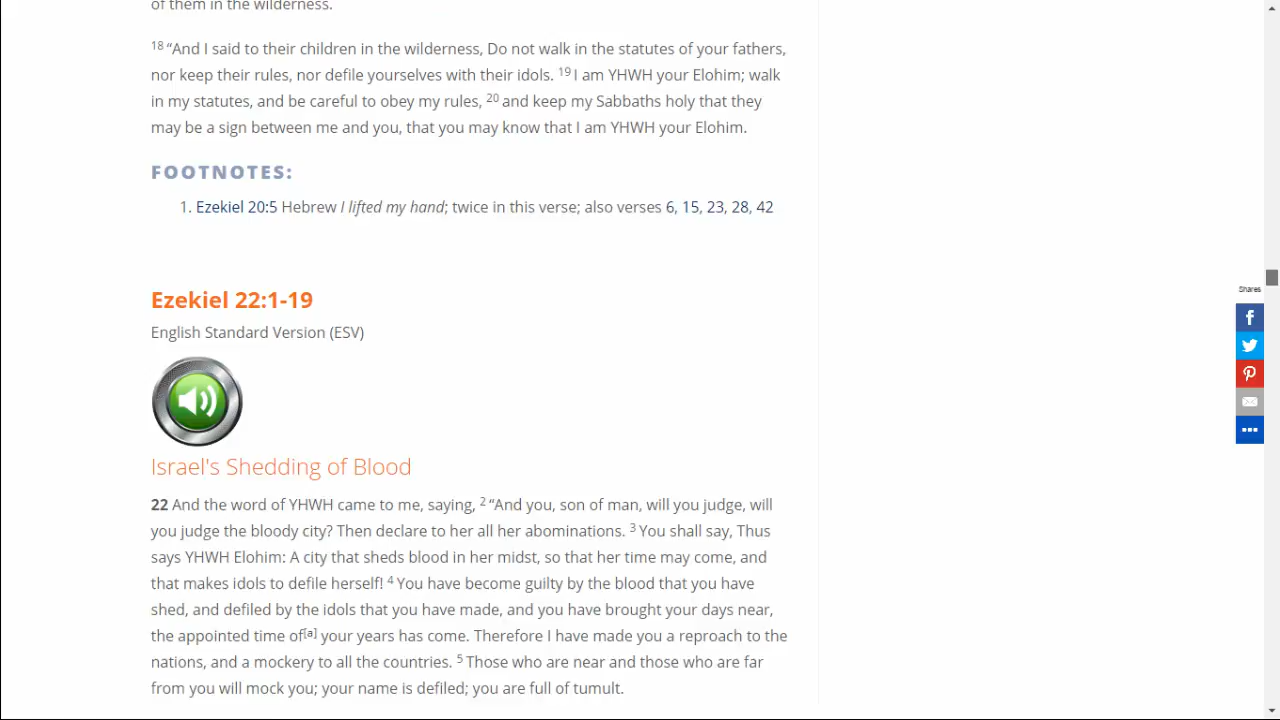 of them in the wilderness.
18 “And I said to their children in the wilderness, Do not walk in the statutes of your fathers,
nor keep their rules, nor defile yourselves with their idols. 19 I am YHWH your Elohim; walk
in my statutes, and be careful to obey my rules, 20 and keep my Sabbaths holy that they
may be a sign between me and you, that you may know that I am YHWH your Elohim.
FOOTNOTES:
1. Ezekiel 20:5 Hebrew I lifted my hand; twice in this verse; also verses 6, 15, 23, 28, 42
Shares
Ezekiel 22:1-19
English Standard Version (ESV)
Israel's Shedding of Blood
22 And the word of YHWH came to me, saying, 2 “And you, son of man, will you judge, will
you judge the bloody city? Then declare to her all her abominations. 3 You shall say, Thus
says YHWH Elohim: A city that sheds blood in her midst, so that her time may come, and
that makes idols to defile herself! 4 You have become guilty by the blood that you have
shed, and defiled by the idols that you have made, and you have brought your days near,
the appointed time of[a] your years has come. Therefore I have made you a reproach to the
nations, and a mockery to all the countries. 5 Those who are near and those who are far
from you will mock you; your name is defiled; you are full of tumult.